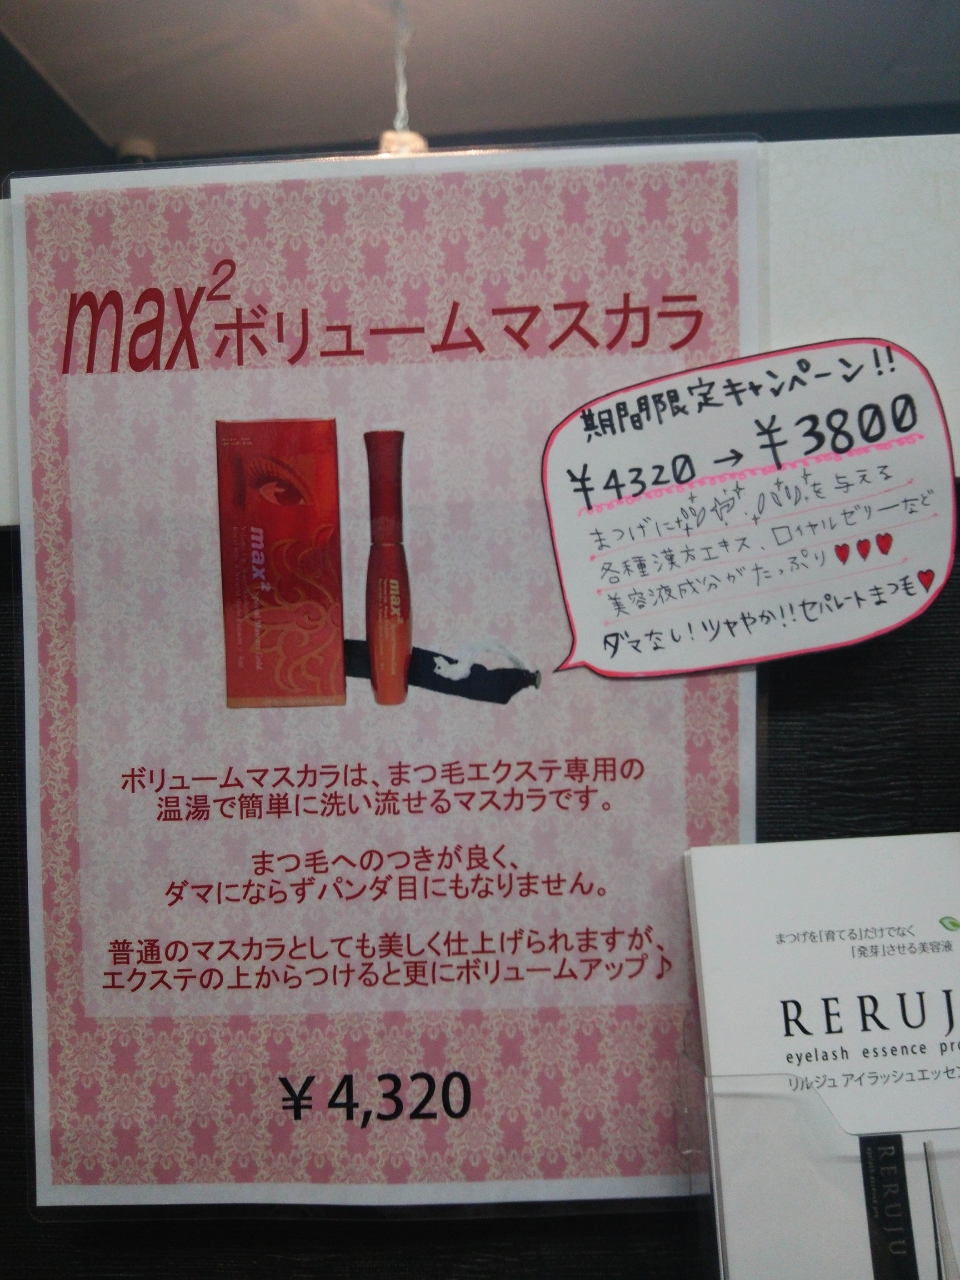 max²ボリュームマスカラ
期間限定キャンペーン!!
¥4320→¥3800
まつげにツヤ、ハリを与える
各種漢方エキス、ロイヤルゼリーなど
美容液成分がたっぷり♥♥♥
ダマなし!ツヤやか!!セパレートまつ毛♥
max²
max²
ボリュームマスカラは、まつ毛エクステ専用の
温湯で簡単に洗い流せるマスカラです。
まつ毛へのつきが良く、
ダマにならずパンダ目にもなりません。
普通のマスカラとしても美しく仕上げられますが、
エクステの上からつけると更にボリュームアップ♪
¥4,320
まつげを「育てる」だけでなく
「発芽」させる美容液
RERUJ
eyelash essence pr
リルジュ アイラッシュエッセ
RERUJU